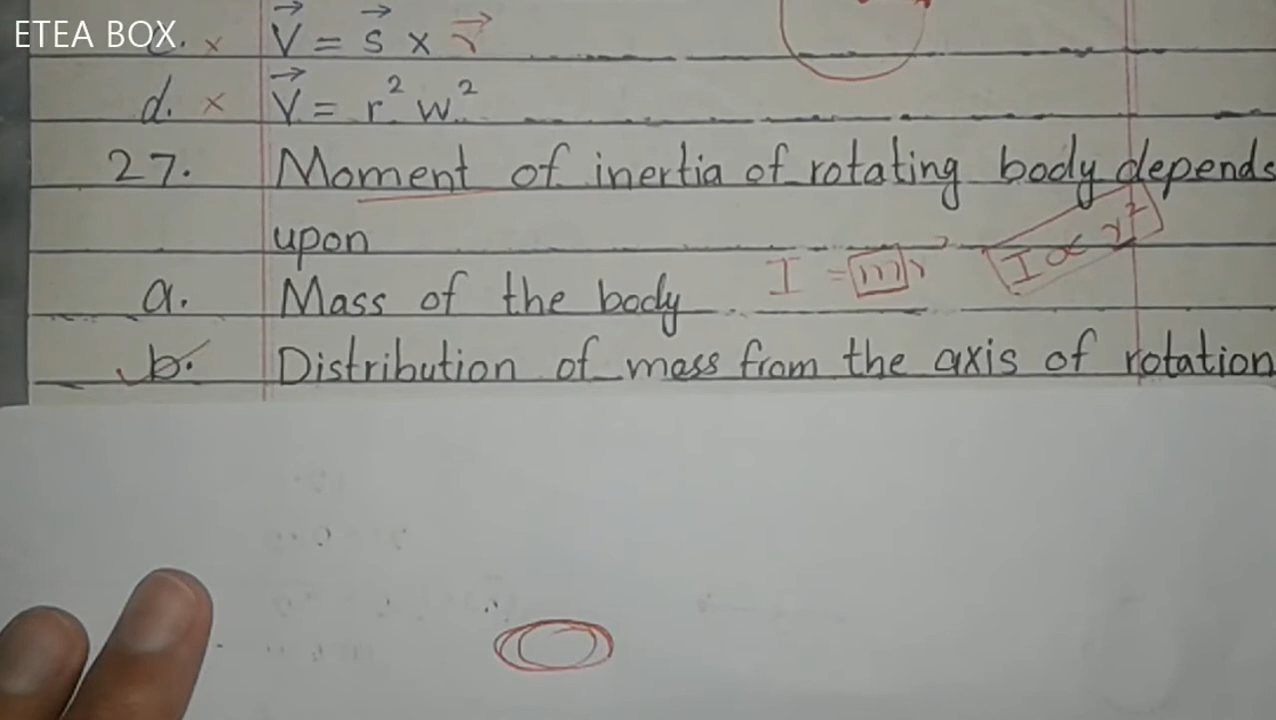 ETEA BOX
c. x V⃗ = s⃗ x r⃗
d. x V⃗ = r² w²
27. Moment of inertia of rotating body depends
upon
I = mr² I ∝ r²
a. Mass of the body
b. Distribution of mass from the axis of rotation